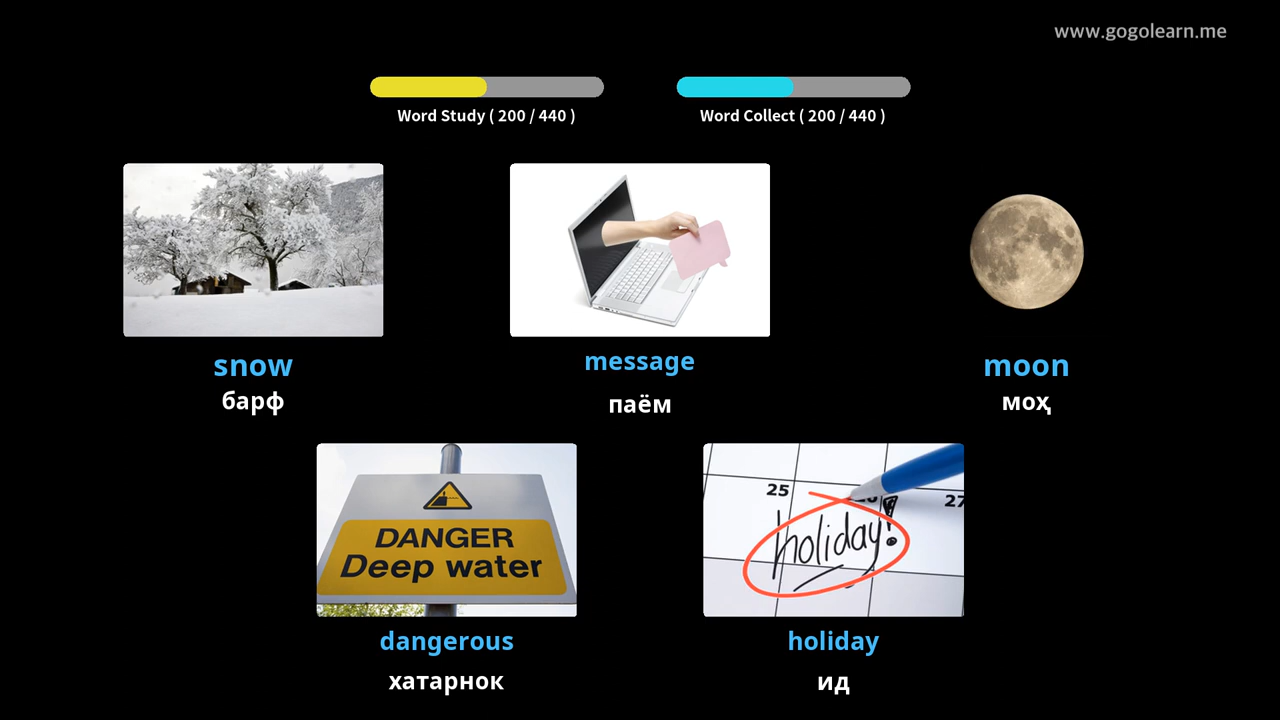 www.gogolearn.me
Word Study ( 200 / 440 )
Word Collect ( 200 / 440 )
snow
барф
message
паём
moon
моҳ
DANGER
Deep water
dangerous
хатарнок
25
27
holiday!
holiday
ид